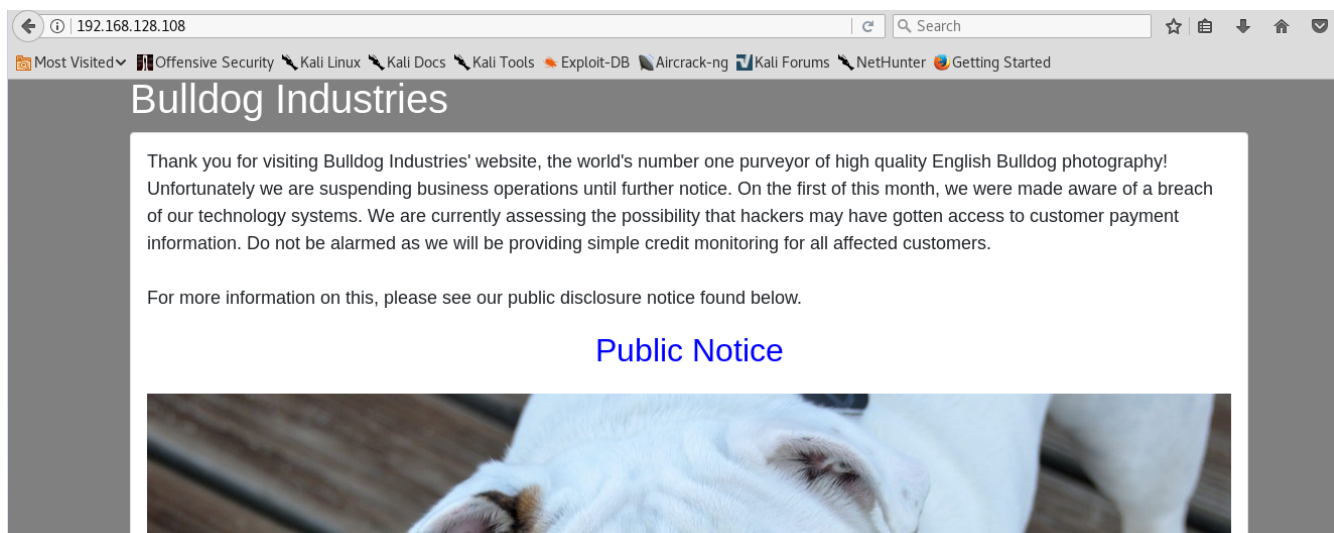 192.168.128.108
Search
Most Visited
Offensive Security
Kali Linux
Kali Docs
Kali Tools
Exploit-DB
Aircrack-ng
Kali Forums
NetHunter
Getting Started
Bulldog Industries
Thank you for visiting Bulldog Industries' website, the world's number one purveyor of high quality English Bulldog photography!
Unfortunately we are suspending business operations until further notice. On the first of this month, we were made aware of a breach
of our technology systems. We are currently assessing the possibility that hackers may have gotten access to customer payment
information. Do not be alarmed as we will be providing simple credit monitoring for all affected customers.
For more information on this, please see our public disclosure notice found below.
Public Notice